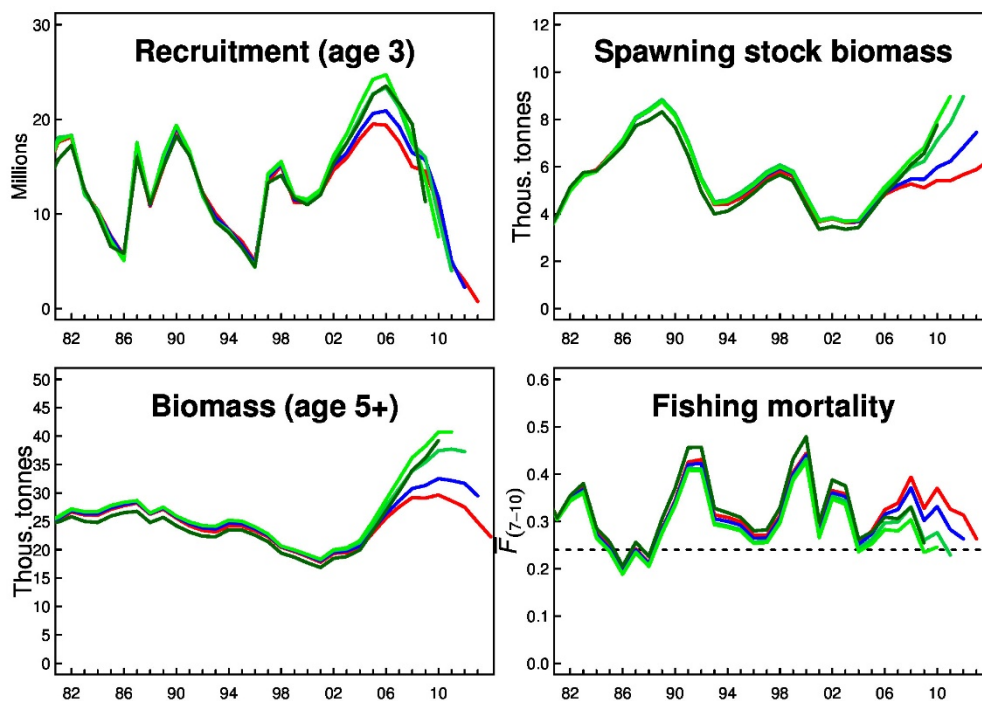 Recruitment (age 3)
Millions
30
20
10
0
82 86 90 94 98 02 06 10
Spawning stock biomass
Thous. tonnes
12
10
8
6
4
2
0
82 86 90 94 98 02 06 10
Biomass (age 5+)
Thous. tonnes
50
45
40
35
30
25
20
15
10
5
0
82 86 90 94 98 02 06 10
Fishing mortality
F(7–10)
0.6
0.5
0.4
0.3
0.2
0.1
0.0
82 86 90 94 98 02 06 10